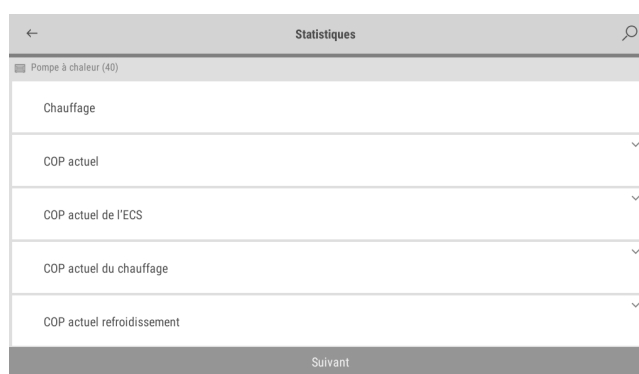 Statistiques
Pompe à chaleur (40)
Chauffage
COP actuel
COP actuel de l'ECS
COP actuel du chauffage
COP actuel refroidissement
Suivant